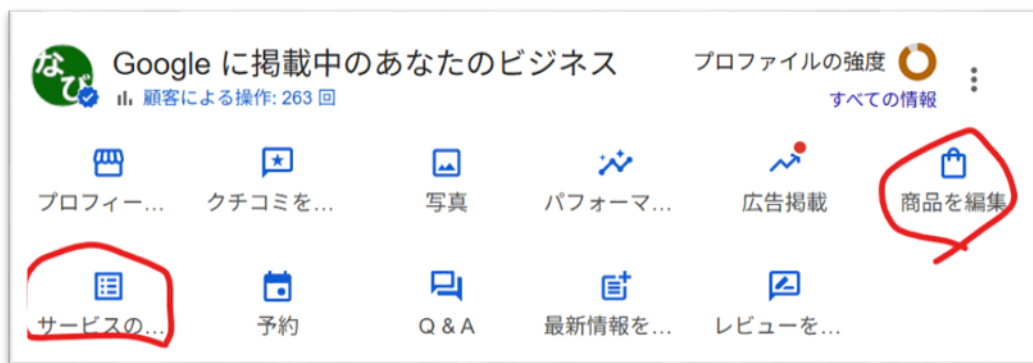 なび
Google に掲載中のあなたのビジネス
プロファイルの強度
顧客による操作: 263 回
すべての情報
プロフィー...
クチコミを...
写真
パフォーマ...
広告掲載
商品を編集
サービスの...
予約
Q & A
最新情報を...
レビューを...